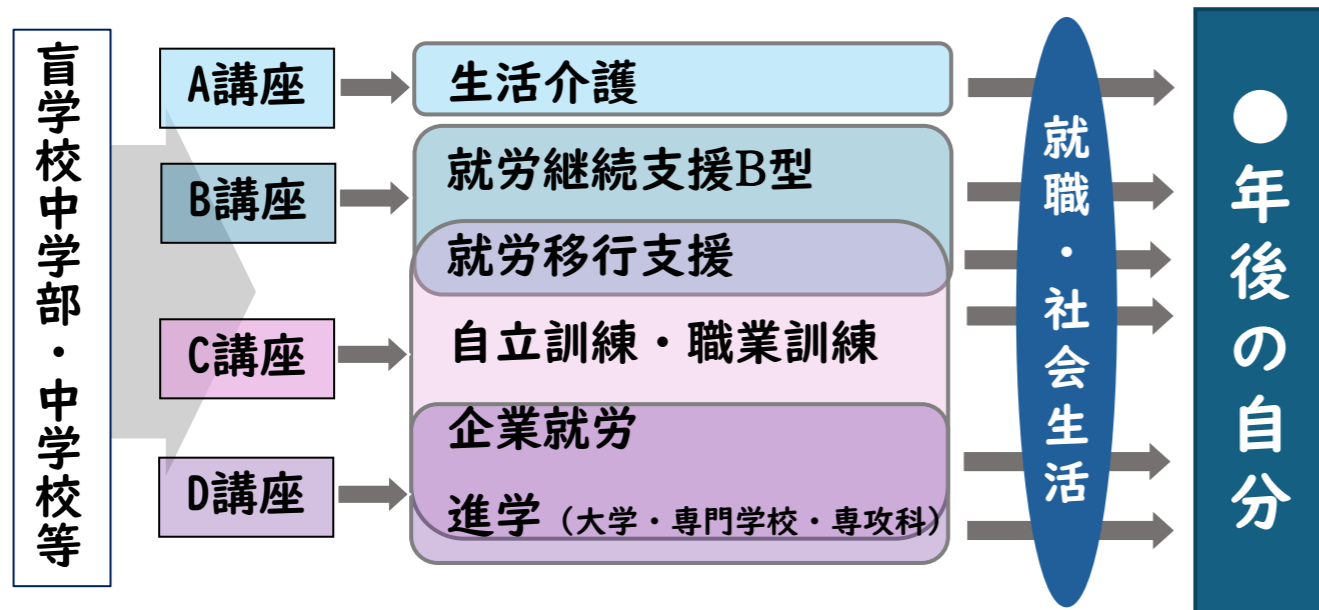 盲学校中学部・中学校等
A講座
生活介護
B講座
就労継続支援B型
就労移行支援
C講座
自立訓練・職業訓練
企業就労
D講座
進学（大学・専門学校・専攻科）
就職・社会生活
●年後の自分